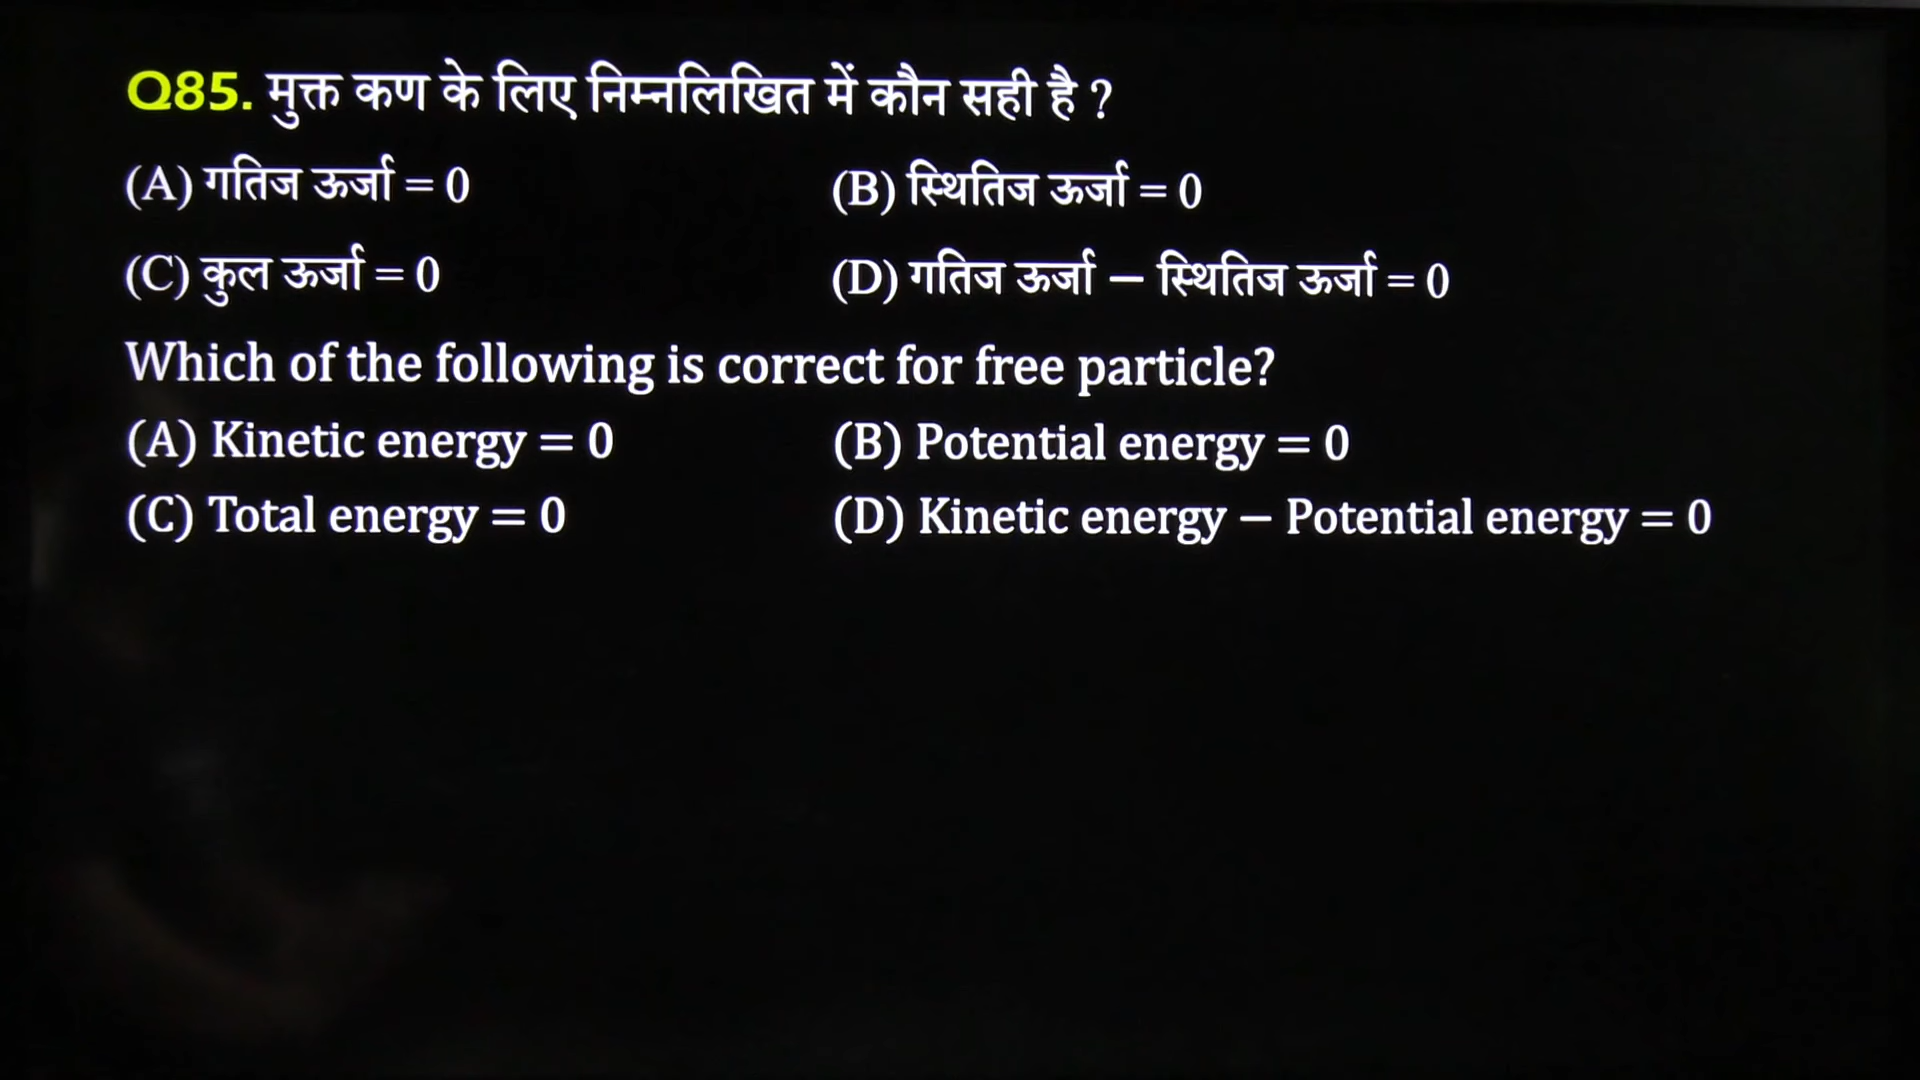 Q85. मुक्त कण के लिए निम्नलिखित में कौन सही है ?
(A) गतिज ऊर्जा = 0 (B) स्थितिज ऊर्जा = 0
(C) कुल ऊर्जा = 0 (D) गतिज ऊर्जा – स्थितिज ऊर्जा = 0
Which of the following is correct for free particle?
(A) Kinetic energy = 0 (B) Potential energy = 0
(C) Total energy = 0 (D) Kinetic energy – Potential energy = 0